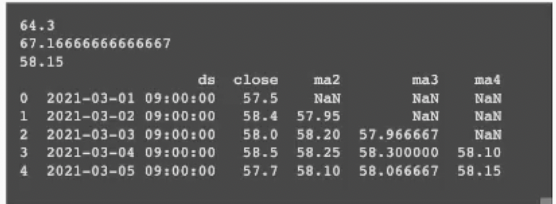 64.3
67.16666666666667
58.15
ds close ma2 ma3 ma4
0 2021-03-01 09:00:00 57.5 NaN NaN NaN
1 2021-03-02 09:00:00 58.4 57.95 NaN NaN
2 2021-03-03 09:00:00 58.0 58.20 57.966667 NaN
3 2021-03-04 09:00:00 58.5 58.25 58.300000 58.10
4 2021-03-05 09:00:00 57.7 58.10 58.066667 58.15